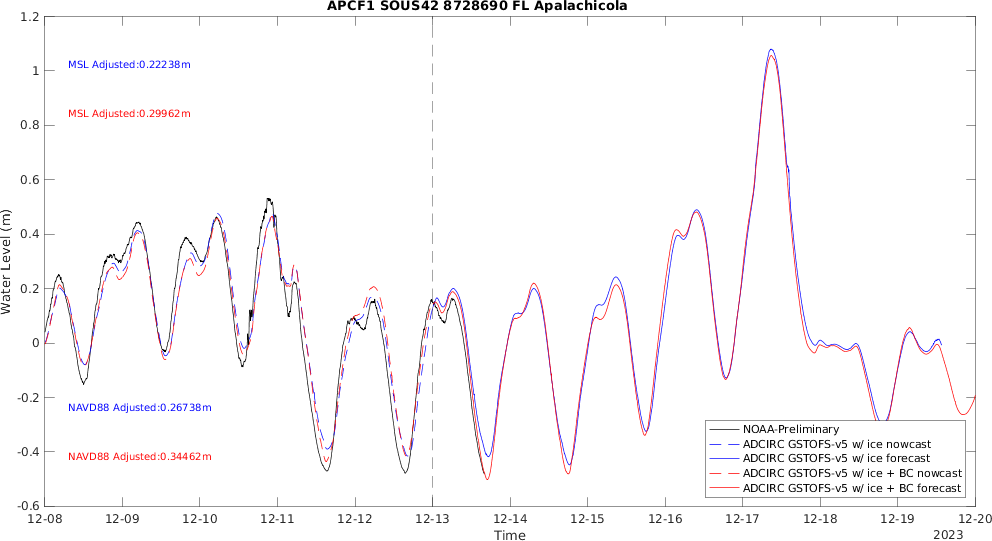 APCF1 SOUS42 8728690 FL Apalachicola
1.2
1
0.8
0.6
0.4
0.2
0
-0.2
-0.4
-0.6
Water Level (m)
MSL Adjusted:0.22238m
MSL Adjusted:0.29962m
NAVD88 Adjusted:0.26738m
NAVD88 Adjusted:0.34462m
NOAA-Preliminary
ADCIRC GSTOFS-v5 w/ ice nowcast
ADCIRC GSTOFS-v5 w/ ice forecast
ADCIRC GSTOFS-v5 w/ ice + BC nowcast
ADCIRC GSTOFS-v5 w/ ice + BC forecast
12-08 12-09 12-10 12-11 12-12 12-13 12-14 12-15 12-16 12-17 12-18 12-19 12-20
Time
2023